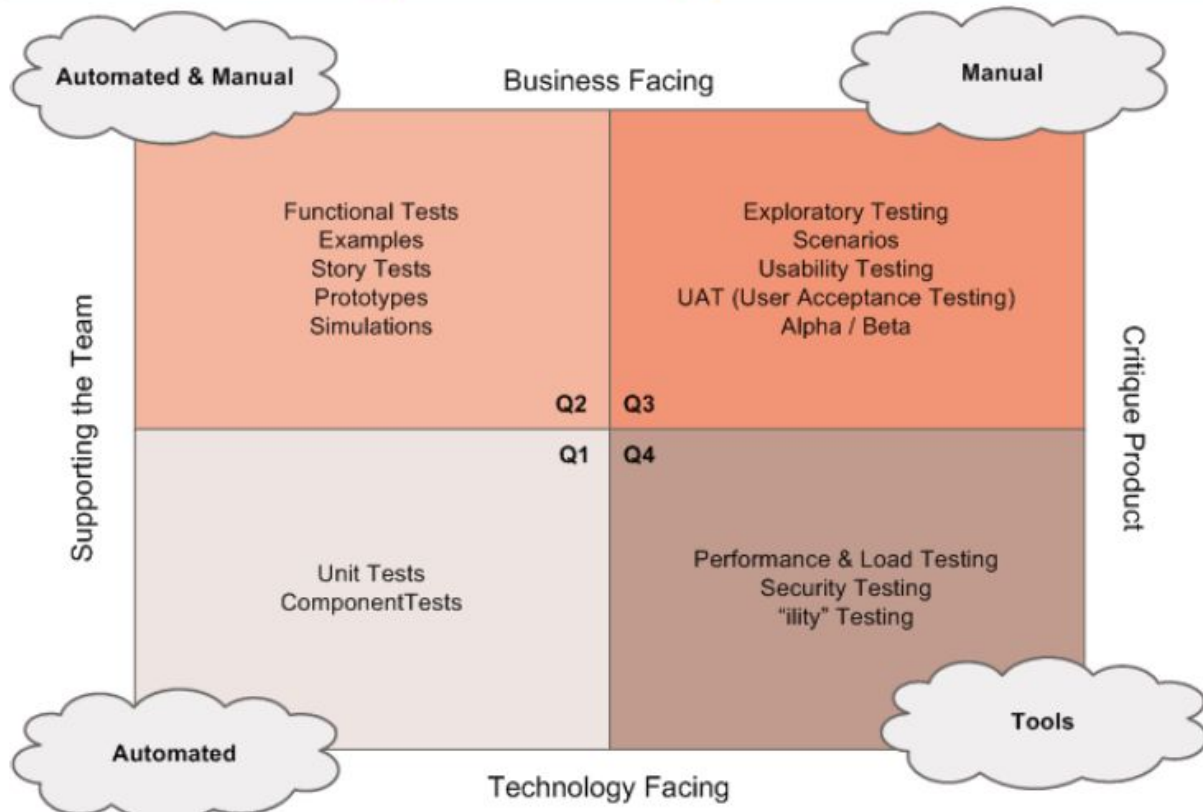 Automated & Manual
Business Facing
Manual
Functional Tests
Examples
Story Tests
Prototypes
Simulations
Exploratory Testing
Scenarios
Usability Testing
UAT (User Acceptance Testing)
Alpha / Beta
Supporting the Team
Critique Product
Q2
Q3
Q1
Q4
Unit Tests
ComponentTests
Performance & Load Testing
Security Testing
“ility” Testing
Automated
Tools
Technology Facing